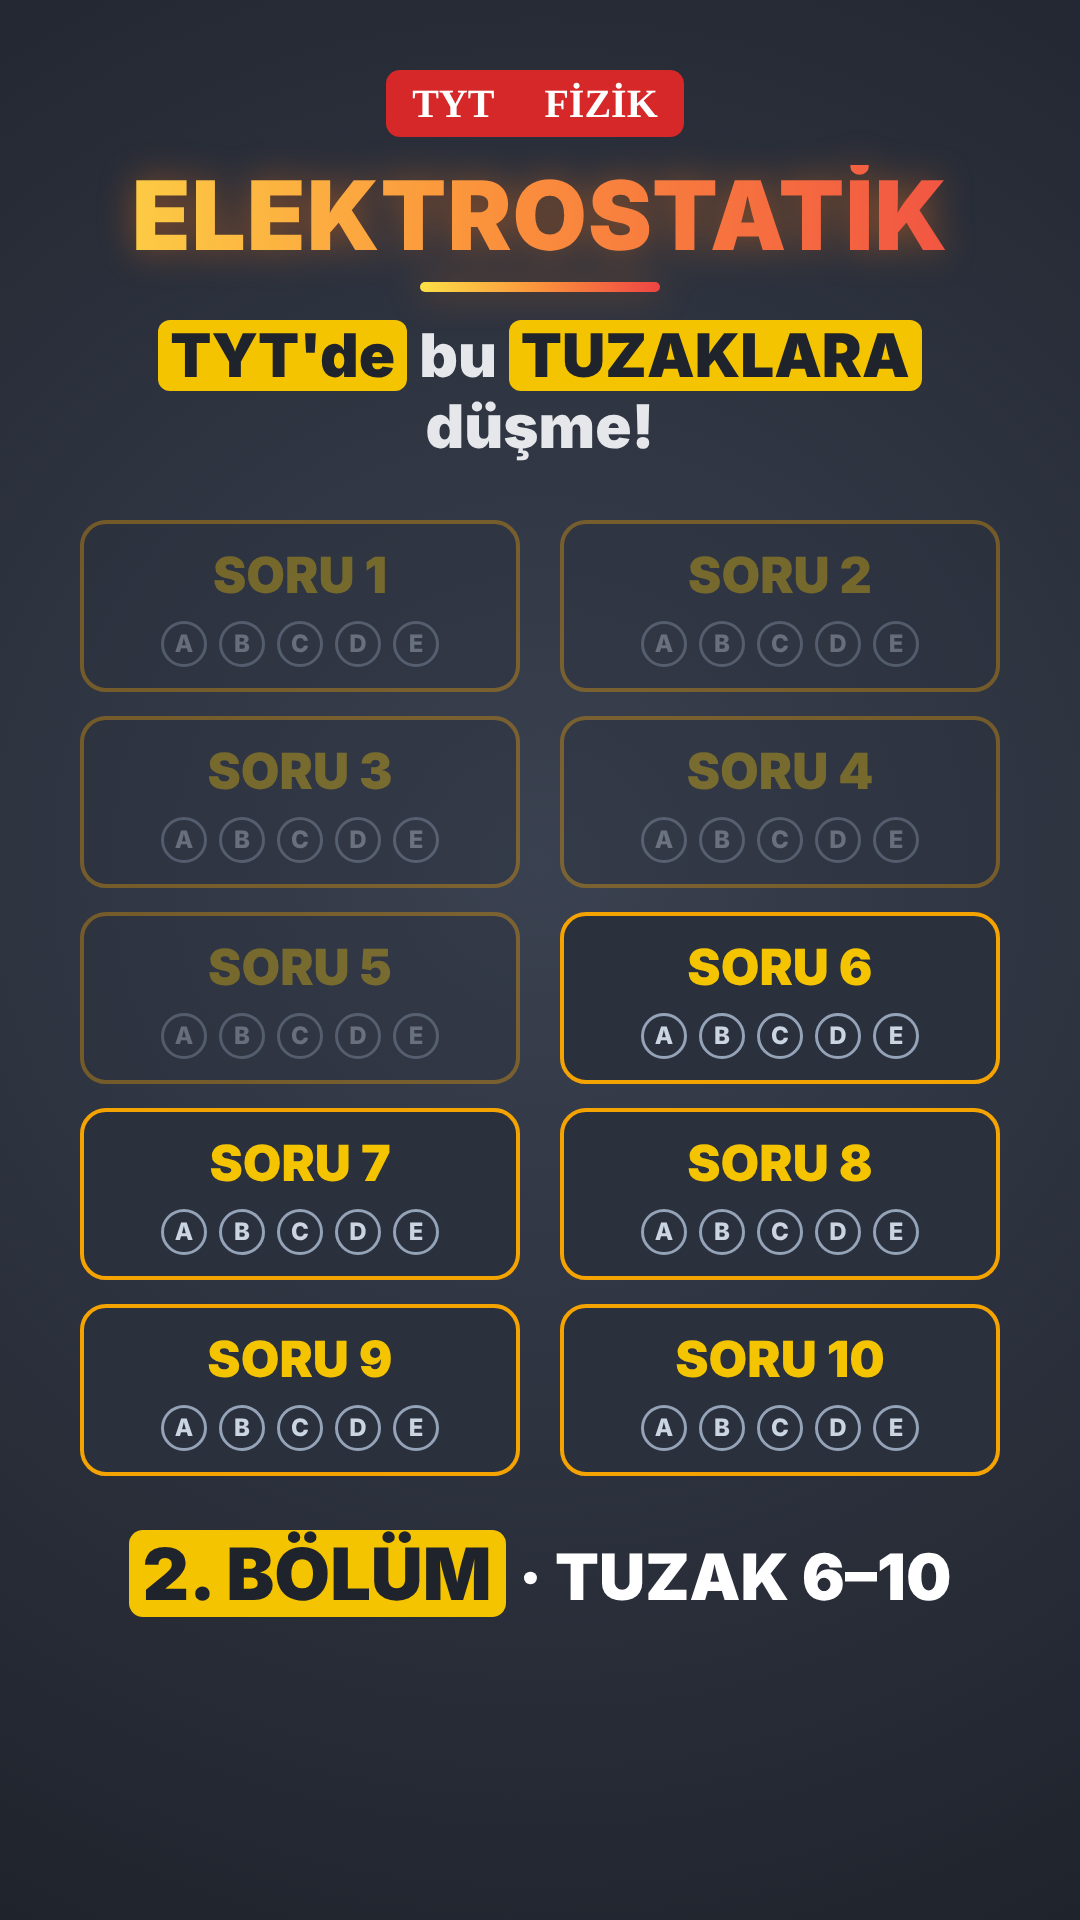 TYT FİZİK
ELEKTROSTATİK
TYT'de bu TUZAKLARA
düşme!
SORU 1
A B C D E
SORU 2
A B C D E
SORU 3
A B C D E
SORU 4
A B C D E
SORU 5
A B C D E
SORU 6
A B C D E
SORU 7
A B C D E
SORU 8
A B C D E
SORU 9
A B C D E
SORU 10
A B C D E
2. BÖLÜM · TUZAK 6–10